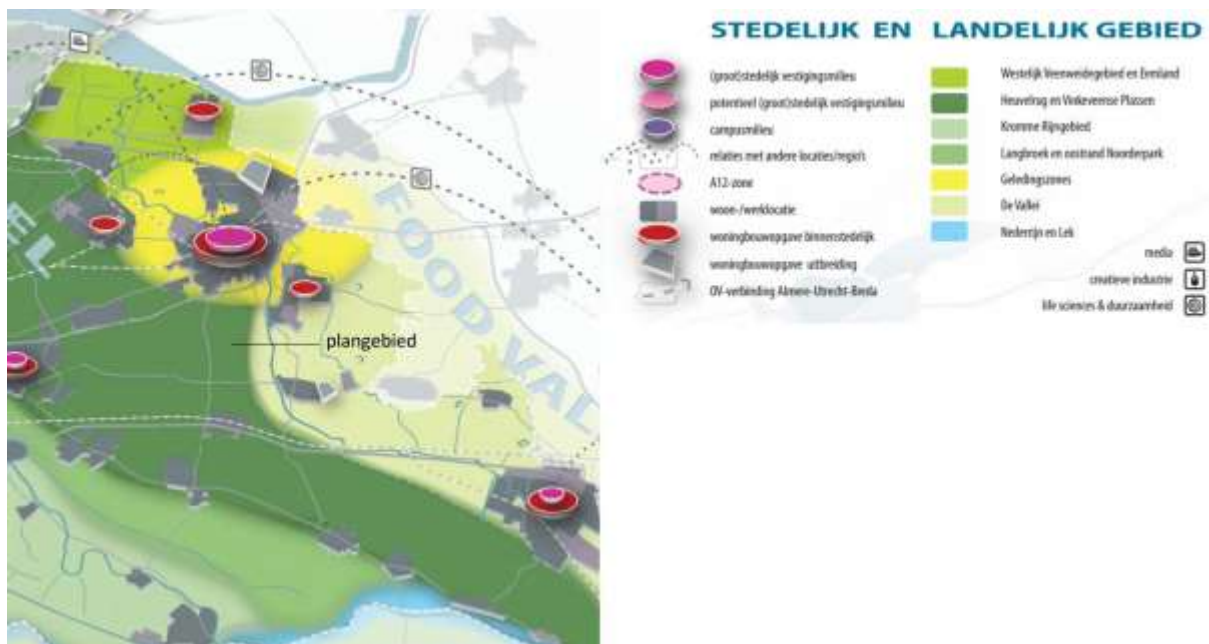 EL
FOOD VAL
plangebied
STEDELIJK EN LANDELIJK GEBIED
(groot)stedelijk vestigingsmilieu
potentieel (groot)stedelijk vestigingsmilieu
campusmilieu
relaties met andere locaties/regio's
A12-zone
woon-/werklocatie
woningbouwopgave binnenstedelijk
woningbouwopgave uitbreiding
OV-verbinding Almere-Utrecht-Breda
Westelijk Veenweidegebied en Eemland
Heuvelrug en Vinkeveense Plassen
Kromme Rijngebied
Langbroek en oostrand Noorderpark
Geledingszones
De Vallei
Nederrijn en Lek
media
creatieve industrie
life sciences & duurzaamheid